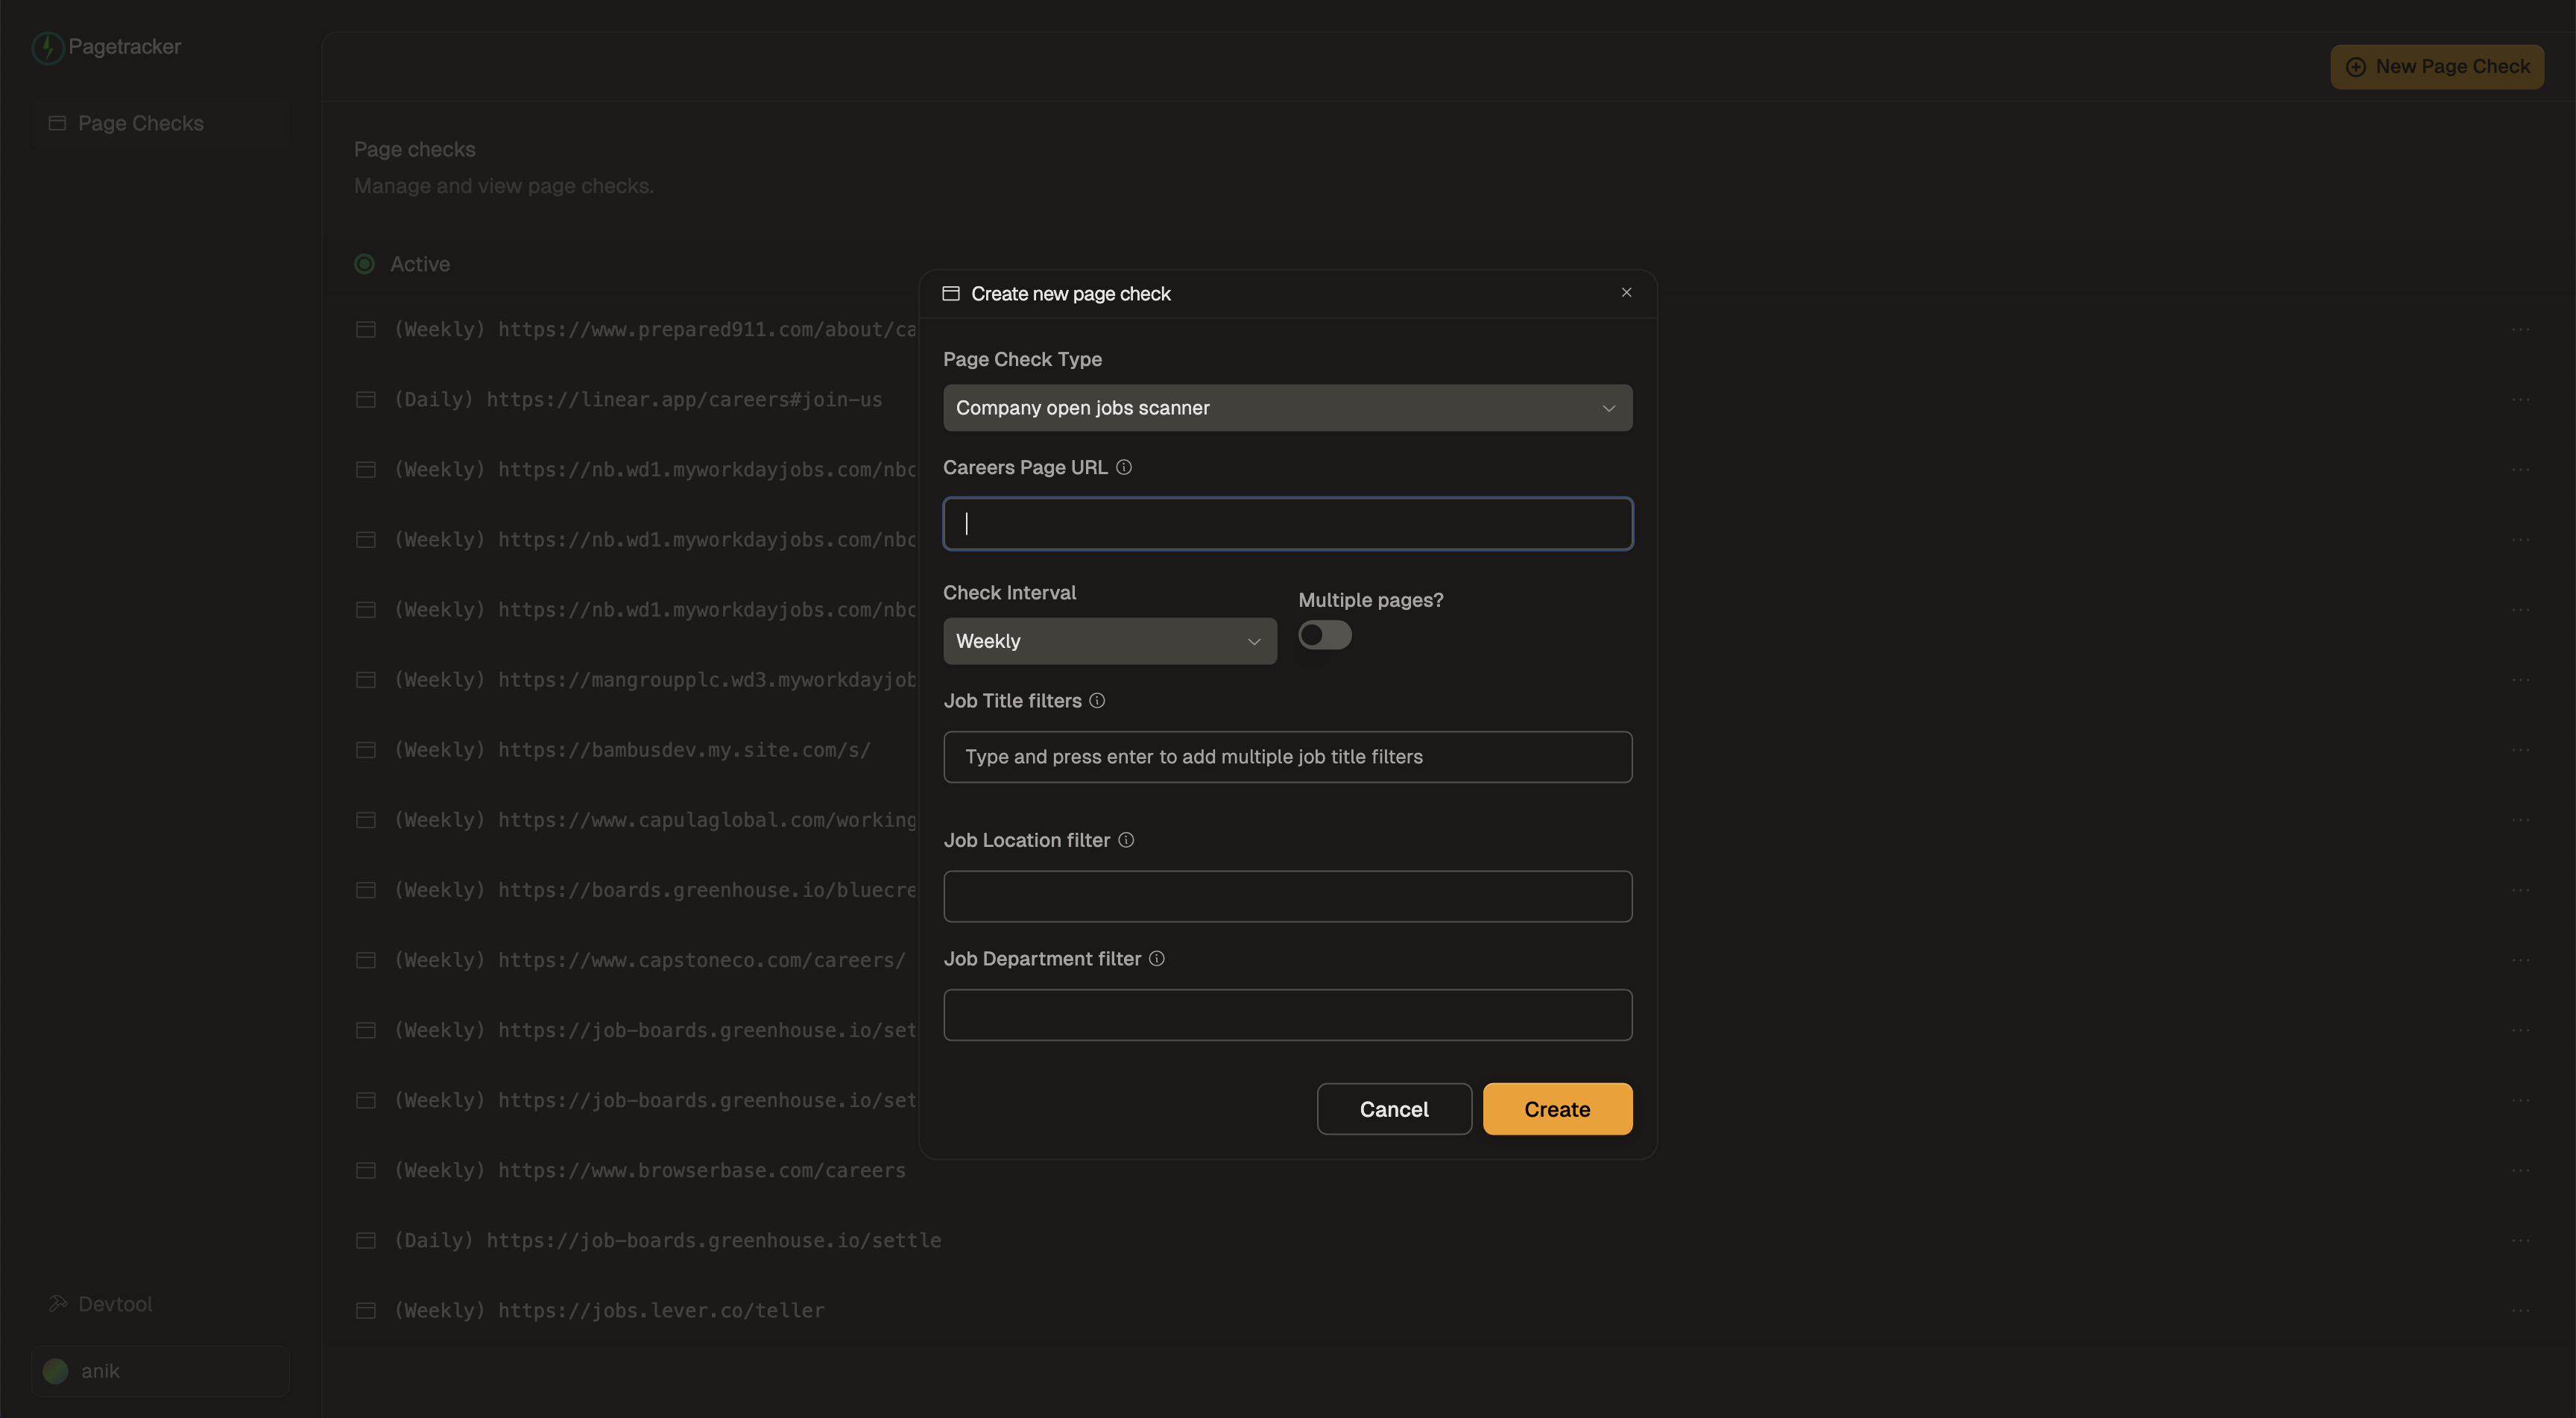 Pagetracker
New Page Check
Page Checks
Page checks
Manage and view page checks.
Active
(Weekly) https://www.prepared911.com/about/ca
(Daily) https://linear.app/careers#join-us
(Weekly) https://nb.wd1.myworkdayjobs.com/nbc
(Weekly) https://nb.wd1.myworkdayjobs.com/nbc
(Weekly) https://nb.wd1.myworkdayjobs.com/nbc
(Weekly) https://mangroupplc.wd3.myworkdayjob
(Weekly) https://bambusdev.my.site.com/s/
(Weekly) https://www.capulaglobal.com/working
(Weekly) https://boards.greenhouse.io/bluecre
(Weekly) https://www.capstoneco.com/careers/
(Weekly) https://job-boards.greenhouse.io/set
(Weekly) https://job-boards.greenhouse.io/set
(Weekly) https://www.browserbase.com/careers
(Daily) https://job-boards.greenhouse.io/settle
(Weekly) https://jobs.lever.co/teller
Create new page check
Page Check Type
Company open jobs scanner
Careers Page URL
Check Interval
Multiple pages?
Weekly
Job Title filters
Type and press enter to add multiple job title filters
Job Location filter
Job Department filter
Cancel
Create
Devtool
anik